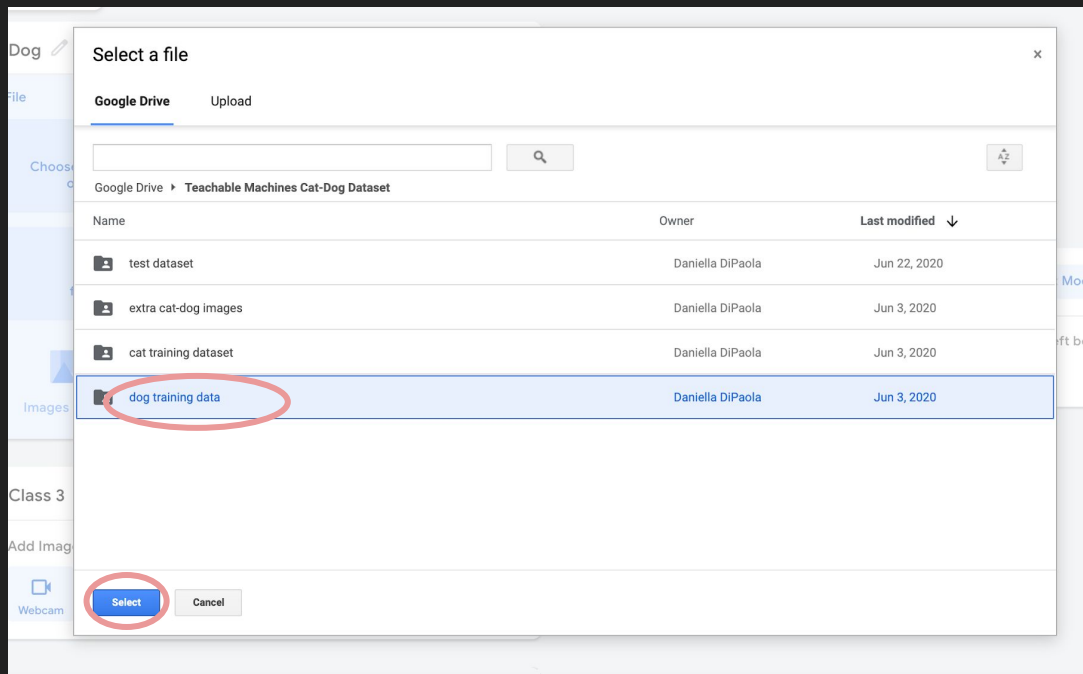 Dog
Select a file
×
File
Google Drive Upload
Choose
Google Drive ▸ Teachable Machines Cat-Dog Dataset
Name Owner Last modified ↓
test dataset Daniella DiPaola Jun 22, 2020
extra cat-dog images Daniella DiPaola Jun 3, 2020
cat training dataset Daniella DiPaola Jun 3, 2020
dog training data Daniella DiPaola Jun 3, 2020
Images
Class 3
Add Imag
Webcam
Select Cancel